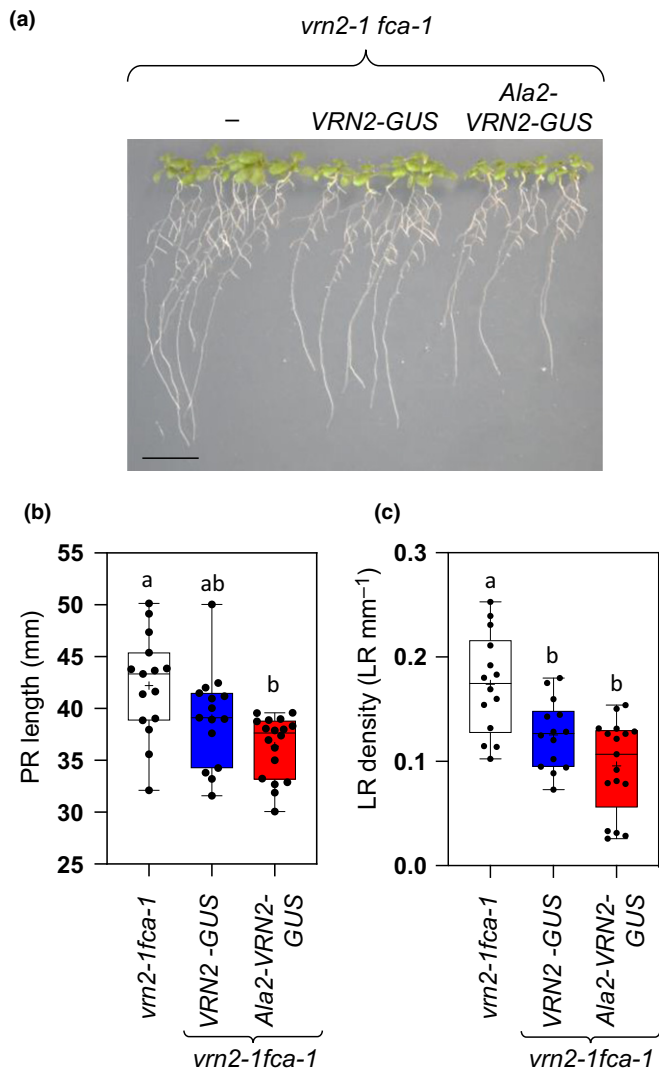 (a)
vrn2-1 fca-1
–
VRN2-GUS
Ala2-
VRN2-GUS
(b)
PR length (mm)
55
50
45
40
35
30
25
a
ab
b
vrn2-1fca-1
VRN2 -GUS
Ala2-VRN2-
GUS
vrn2-1fca-1
(c)
LR density (LR mm⁻¹)
0.3
0.2
0.1
0.0
a
b
b
vrn2-1fca-1
VRN2 -GUS
Ala2-VRN2-
GUS
vrn2-1fca-1